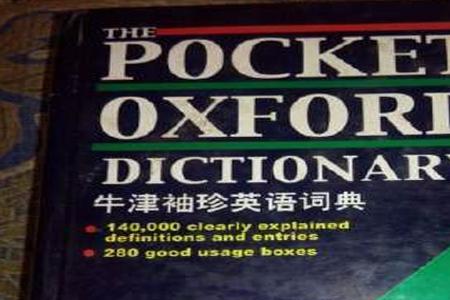 THE
POCKET
OXFORD
DICTIONARY
牛津袖珍英语词典
140,000 clearly explained
definitions and entries
280 good usage boxes